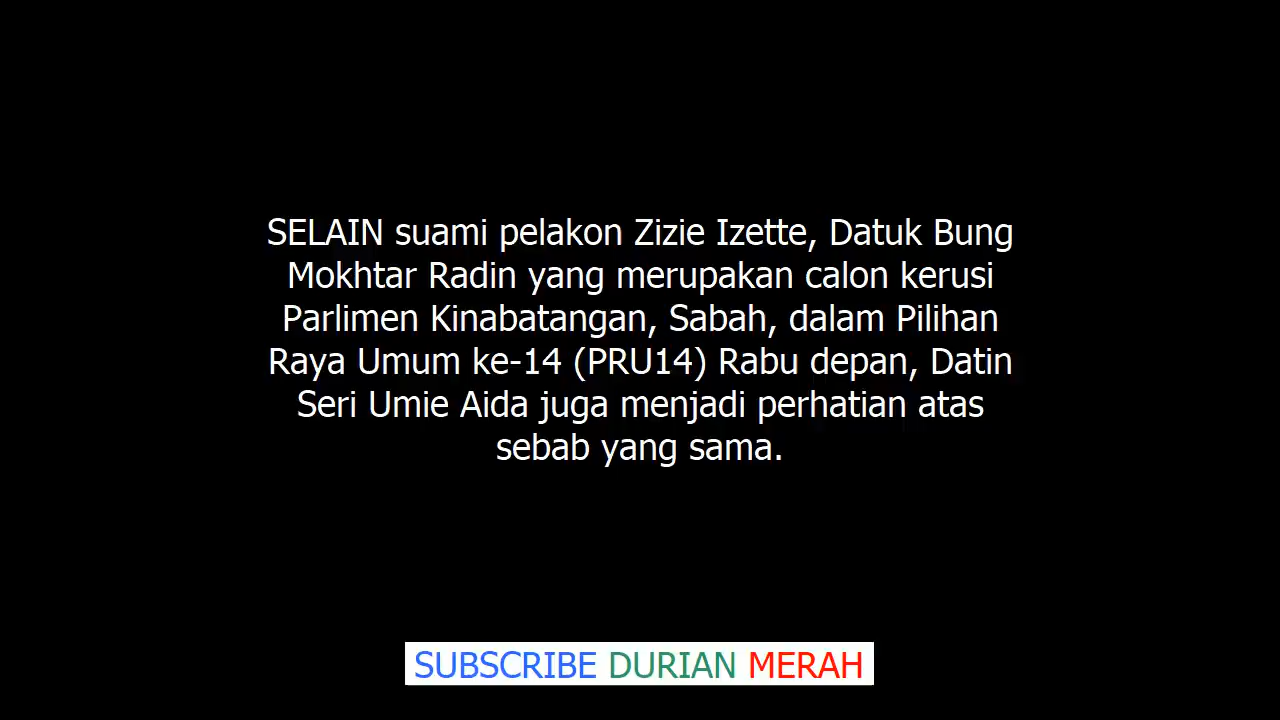 SELAIN suami pelakon Zizie Izette, Datuk Bung
Mokhtar Radin yang merupakan calon kerusi
Parlimen Kinabatangan, Sabah, dalam Pilihan
Raya Umum ke-14 (PRU14) Rabu depan, Datin
Seri Umie Aida juga menjadi perhatian atas
sebab yang sama.
SUBSCRIBE DURIAN MERAH